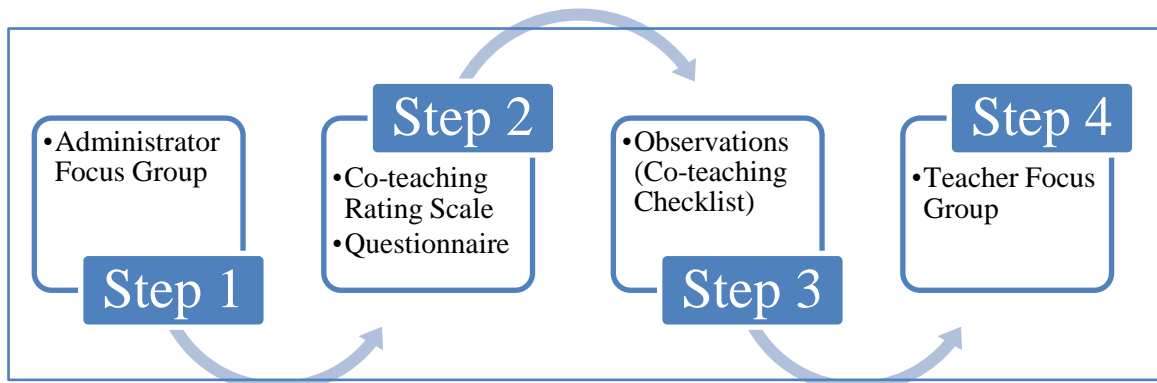 •Administrator
Focus Group
Step 1
Step 2
•Co-teaching
Rating Scale
•Questionnaire
•Observations
(Co-teaching
Checklist)
Step 3
Step 4
•Teacher Focus
Group